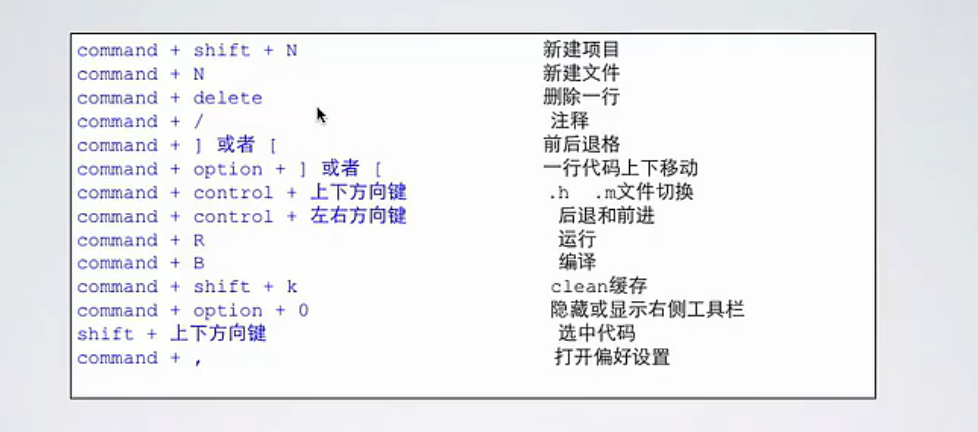 command + shift + N 新建项目
command + N 新建文件
command + delete 删除一行
command + / 注释
command + ] 或者 [ 前后退格
command + option + ] 或者 [ 一行代码上下移动
command + control + 上下方向键 .h .m文件切换
command + control + 左右方向键 后退和前进
command + R 运行
command + B 编译
command + shift + k clean缓存
command + option + 0 隐藏或显示右侧工具栏
shift + 上下方向键 选中代码
command + , 打开偏好设置